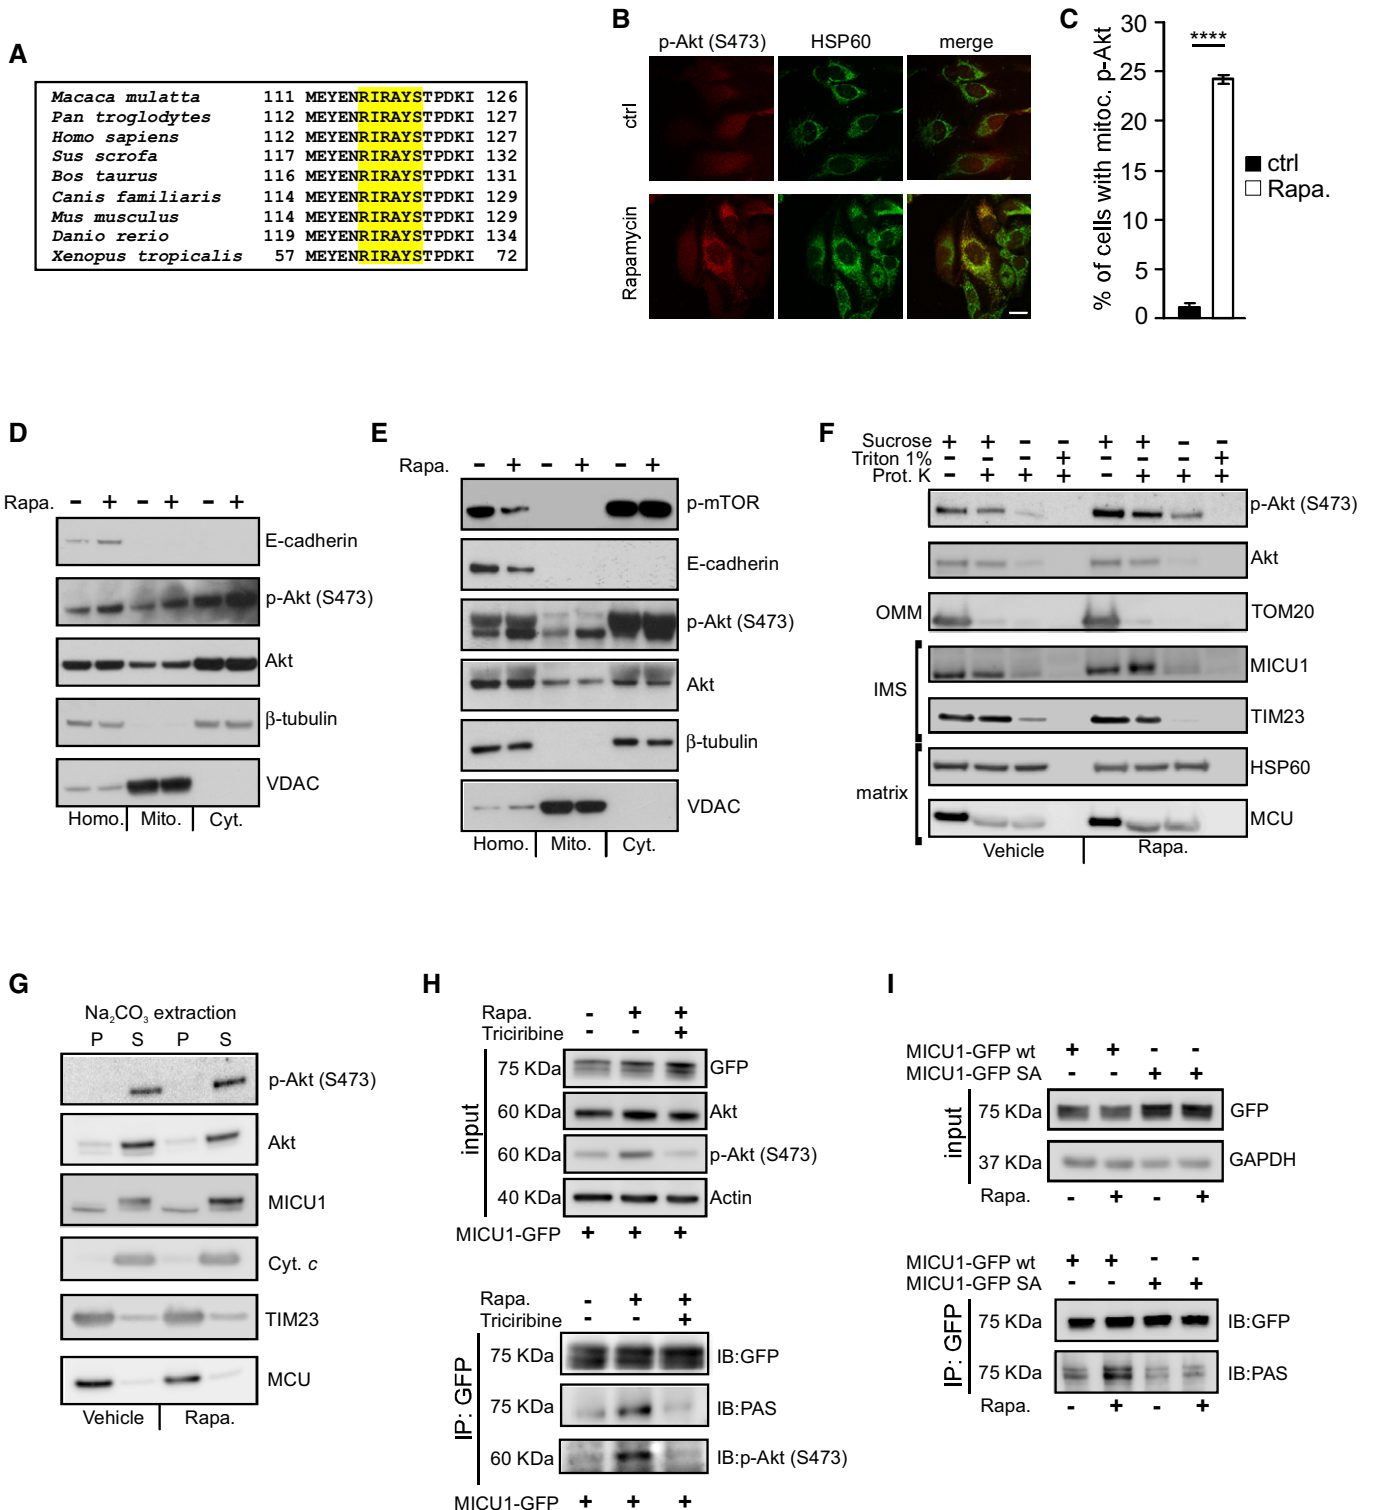 A
Macaca mulatta 111 MEYENRIRAYSTPDKI 126
Pan troglodytes 112 MEYENRIRAYSTPDKI 127
Homo sapiens 112 MEYENRIRAYSTPDKI 127
Sus scrofa 117 MEYENRIRAYSTPDKI 132
Bos taurus 116 MEYENRIRAYSTPDKI 131
Canis familiaris 114 MEYENRIRAYSTPDKI 129
Mus musculus 114 MEYENRIRAYSTPDKI 129
Danio rerio 119 MEYENRIRAYSTPDKI 134
Xenopus tropicalis 57 MEYENRIRAYSTPDKI 72
B
p-Akt (S473) HSP60 merge
ctrl
Rapamycin
C
% of cells with mitoc. p-Akt
30
25
20
15
10
5
0
****
ctrl
Rapa.
D
Rapa. - + - + - +
E-cadherin
p-Akt (S473)
Akt
β-tubulin
VDAC
Homo. Mito. Cyt.
E
Rapa. - + - + - +
p-mTOR
E-cadherin
p-Akt (S473)
Akt
β-tubulin
VDAC
Homo. Mito. Cyt.
F
Sucrose + + - - + + - -
Triton 1% - - - + - - - +
Prot. K - + + + - + + +
p-Akt (S473)
Akt
OMM TOM20
IMS
MICU1
TIM23
matrix
HSP60
MCU
Vehicle Rapa.
G
Na2CO3 extraction
P S P S
p-Akt (S473)
Akt
MICU1
Cyt. c
TIM23
MCU
Vehicle Rapa.
H
Rapa. - + +
Triciribine - - +
input
75 KDa GFP
60 KDa Akt
60 KDa p-Akt (S473)
40 KDa Actin
MICU1-GFP + + +
Rapa. - + +
Triciribine - - +
IP: GFP
75 KDa IB:GFP
75 KDa IB:PAS
60 KDa IB:p-Akt (S473)
MICU1-GFP + + +
I
MICU1-GFP wt + + - -
MICU1-GFP SA - - + +
input
75 KDa GFP
37 KDa GAPDH
Rapa. - + - +
MICU1-GFP wt + + - -
MICU1-GFP SA - - + +
IP: GFP
75 KDa IB:GFP
75 KDa IB:PAS
Rapa. - + - +